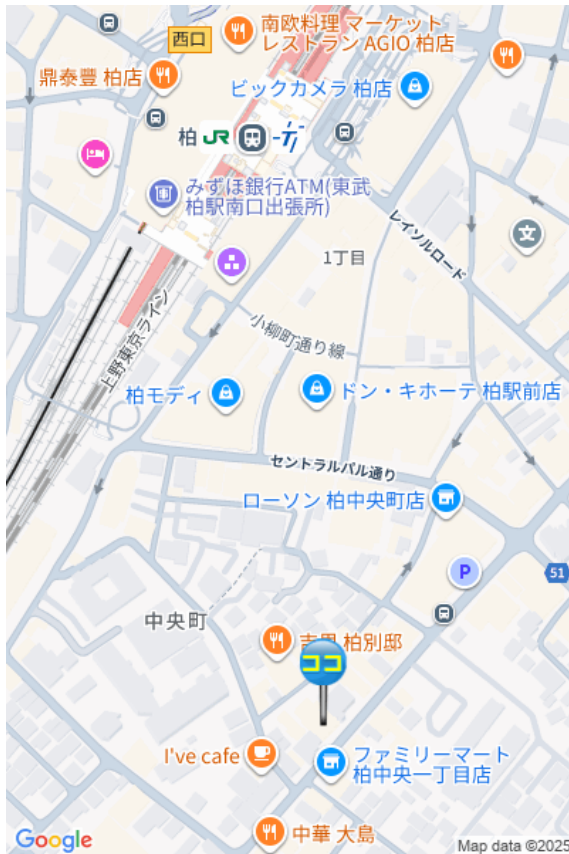 南欧料理 マーケット
レストラン AGIO 柏店
西口
鼎泰豐 柏店
ビックカメラ 柏店
柏 JR
みずほ銀行ATM(東武
柏駅南口出張所)
文
レイソルロード
1丁目
上野東京ライン
小柳町通り線
柏モディ
ドン・キホーテ 柏駅前店
セントラルパル通り
ローソン 柏中央町店
P
51
中央町
柏別邸
ココ
I've cafe
ファミリーマート
柏中央一丁目店
中華 大島
Google
Map data ©2025